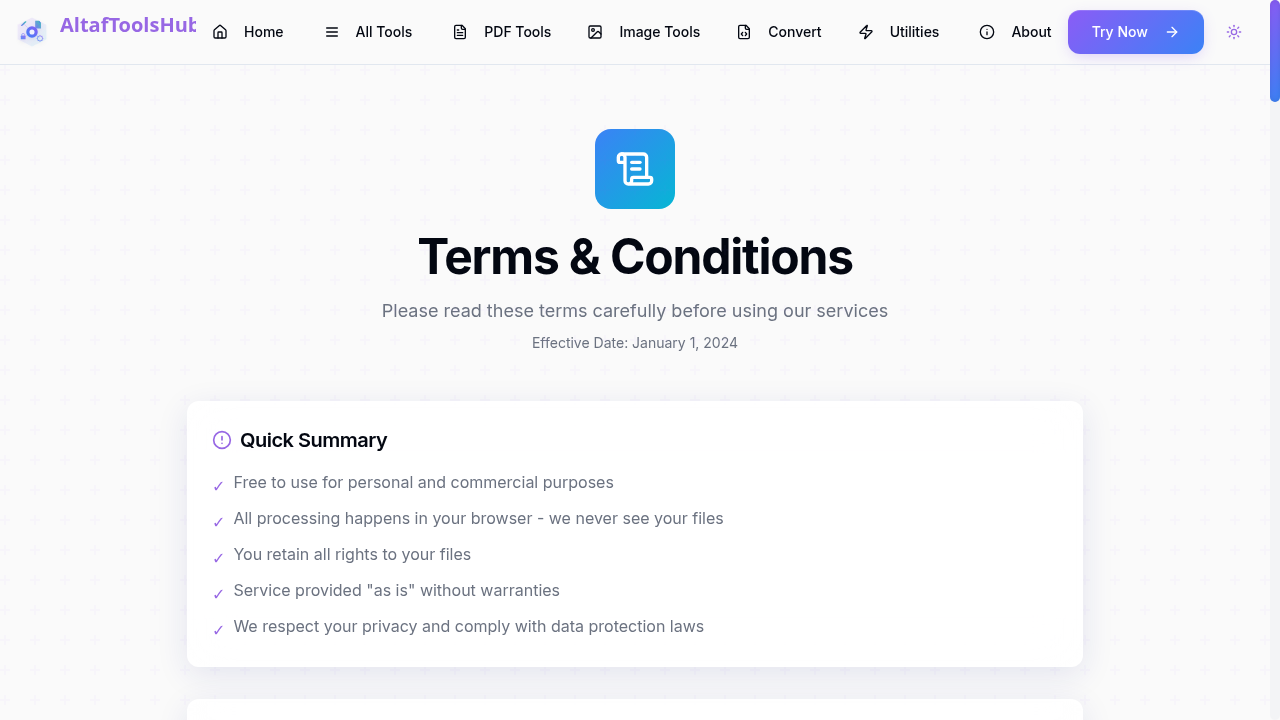 AltafToolsHub
Home
All Tools
PDF Tools
Image Tools
Convert
Utilities
About
Try Now
Terms & Conditions
Please read these terms carefully before using our services
Effective Date: January 1, 2024
Quick Summary
✓ Free to use for personal and commercial purposes
✓ All processing happens in your browser - we never see your files
✓ You retain all rights to your files
✓ Service provided "as is" without warranties
✓ We respect your privacy and comply with data protection laws